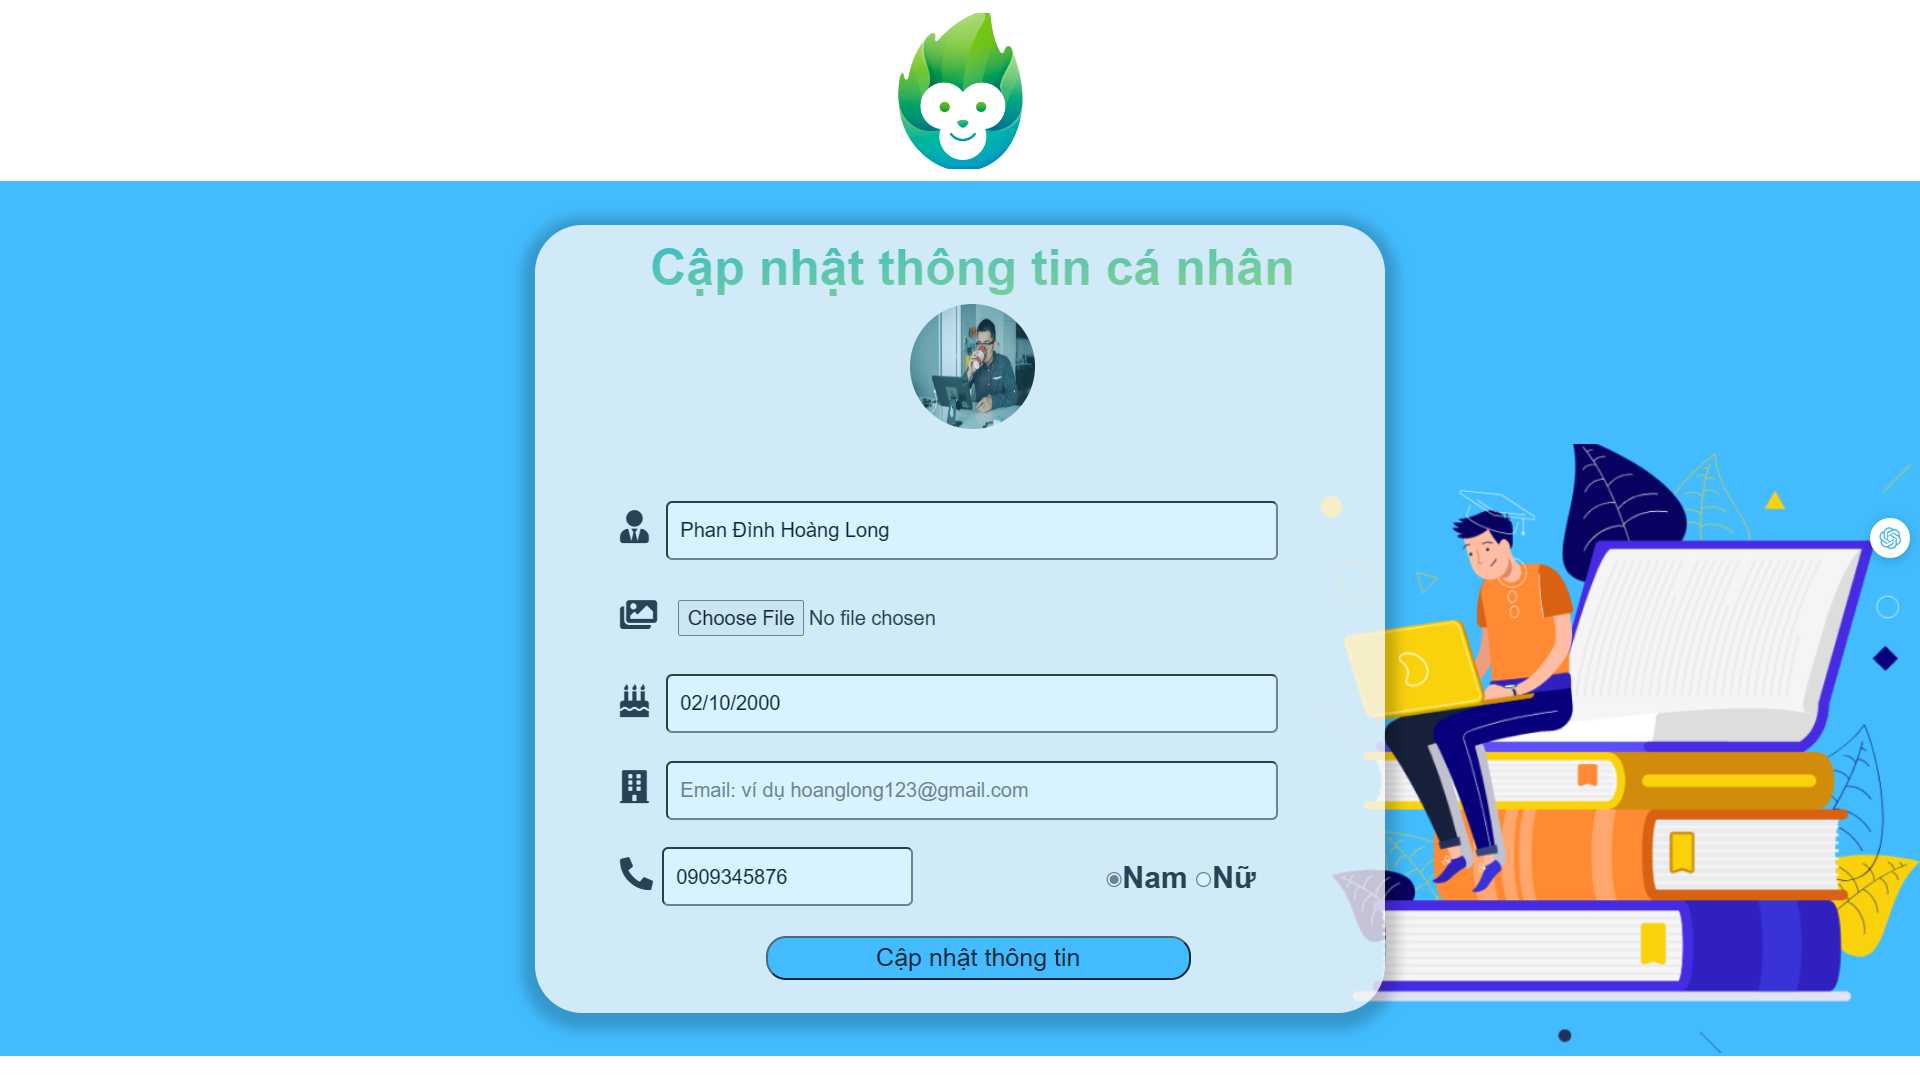 Cập nhật thông tin cá nhân
Phan Đình Hoàng Long
Choose File No file chosen
02/10/2000
Email: ví dụ hoanglong123@gmail.com
0909345876 Nam Nữ
Cập nhật thông tin